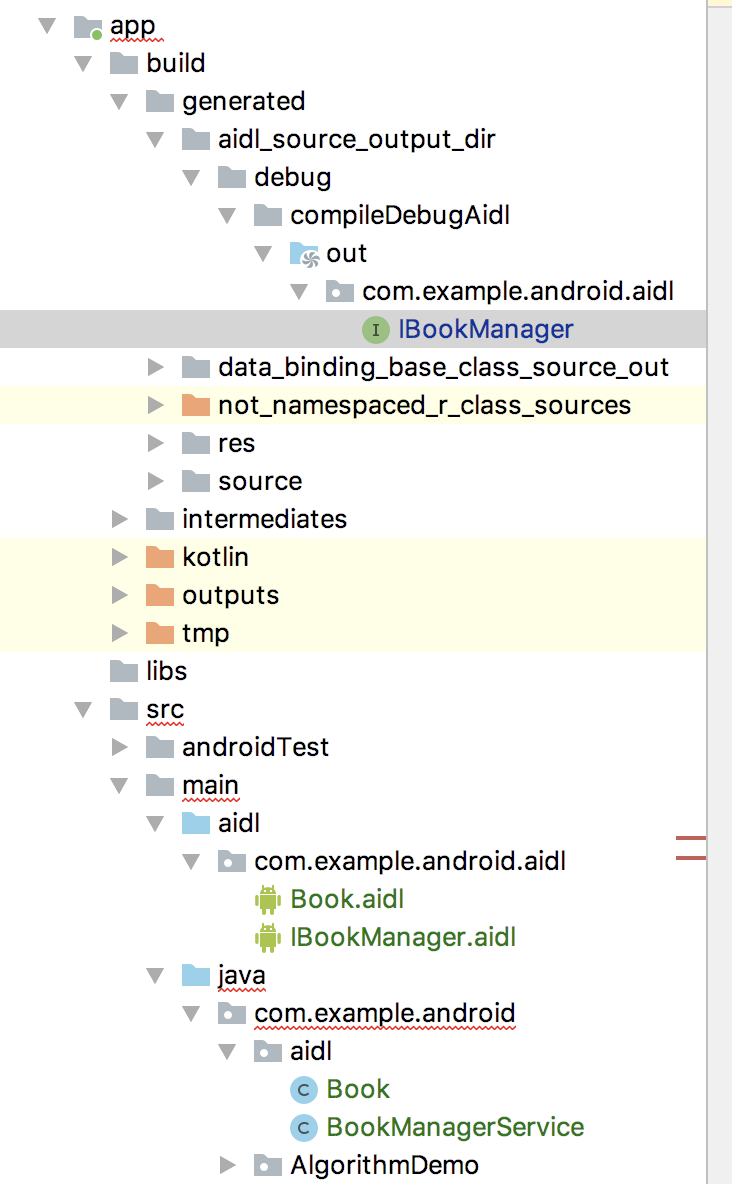 app
build
generated
aidl_source_output_dir
debug
compileDebugAidl
out
com.example.android.aidl
I IBookManager
data_binding_base_class_source_out
not_namespaced_r_class_sources
res
source
intermediates
kotlin
outputs
tmp
libs
src
androidTest
main
aidl
com.example.android.aidl
Book.aidl
IBookManager.aidl
java
com.example.android
aidl
C Book
C BookManagerService
AlgorithmDemo